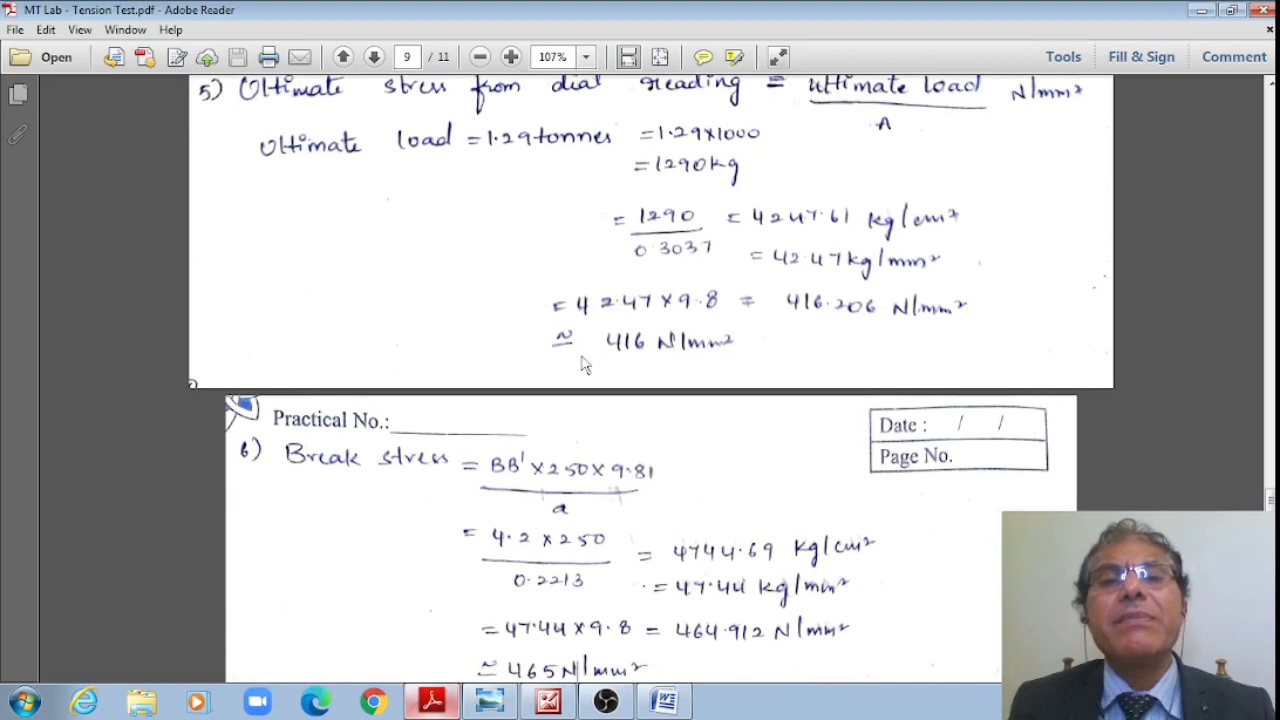 MT Lab - Tension Test.pdf - Adobe Reader
File Edit View Window Help
Open 9 / 11 107% Tools Fill & Sign Comment
5) Ultimate stress from dial reading = ultimate load N/mm²
A
Ultimate load = 1.29 tonnes = 1.29 x 1000
= 1290 kg
= 1290 = 4247.61 kg/cm²
0.3037
= 42.47 kg/mm²
= 42.47 x 9.8 = 416.206 N/mm²
≃ 416 N/mm²
Practical No.:
Date : / /
Page No.
6) Break stress = BB' x 250 x 9.81
a
= 4.2 x 250 = 4744.69 kg/cm²
0.2213
= 47.44 kg/mm²
= 47.44 x 9.8 = 464.912 N/mm²
≃ 465 N/mm²